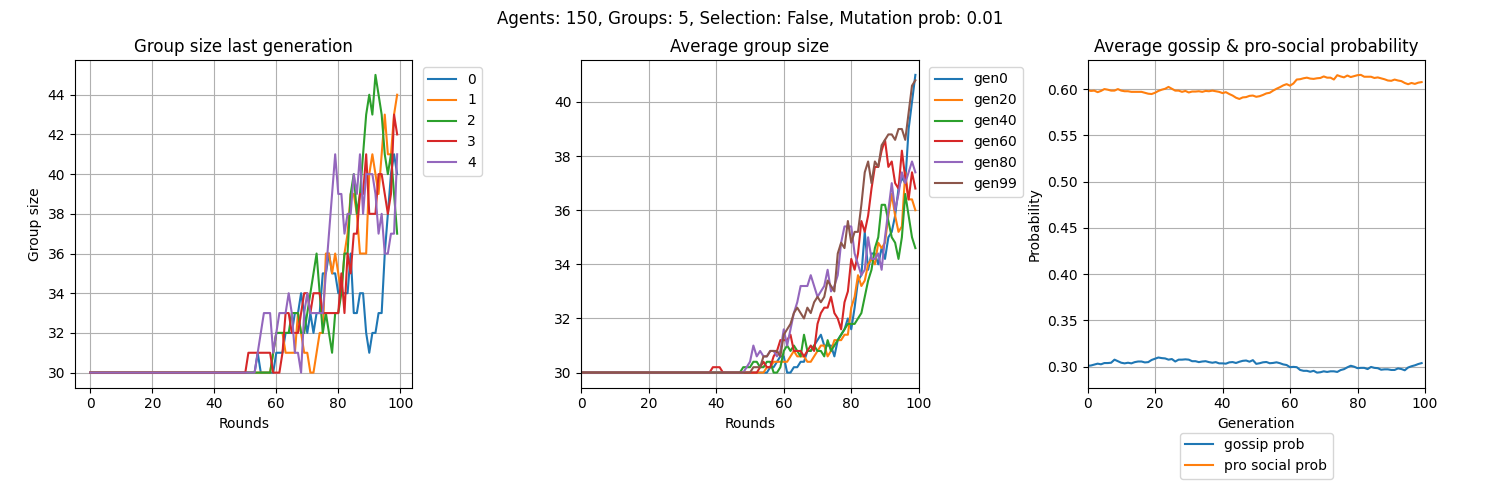 Agents: 150, Groups: 5, Selection: False, Mutation prob: 0.01
Group size last generation
Group size
44
42
40
38
36
34
32
30
0 20 40 60 80 100
Rounds
0
1
2
3
4
Average group size
40
38
36
34
32
30
0 20 40 60 80 100
Rounds
gen0
gen20
gen40
gen60
gen80
gen99
Average gossip & pro-social probability
Probability
0.60
0.55
0.50
0.45
0.40
0.35
0.30
0 20 40 60 80 100
Generation
gossip prob
pro social prob